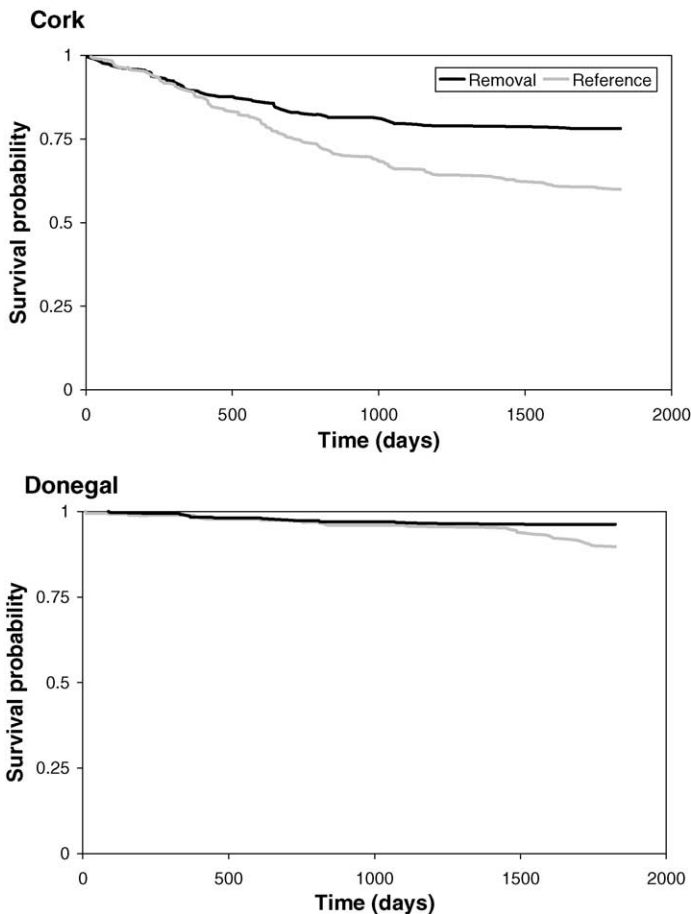 Cork
1
0.75
0.5
0.25
0
Survival probability
Removal Reference
0 500 1000 1500 2000
Time (days)
Donegal
1
0.75
0.5
0.25
0
Survival probability
0 500 1000 1500 2000
Time (days)